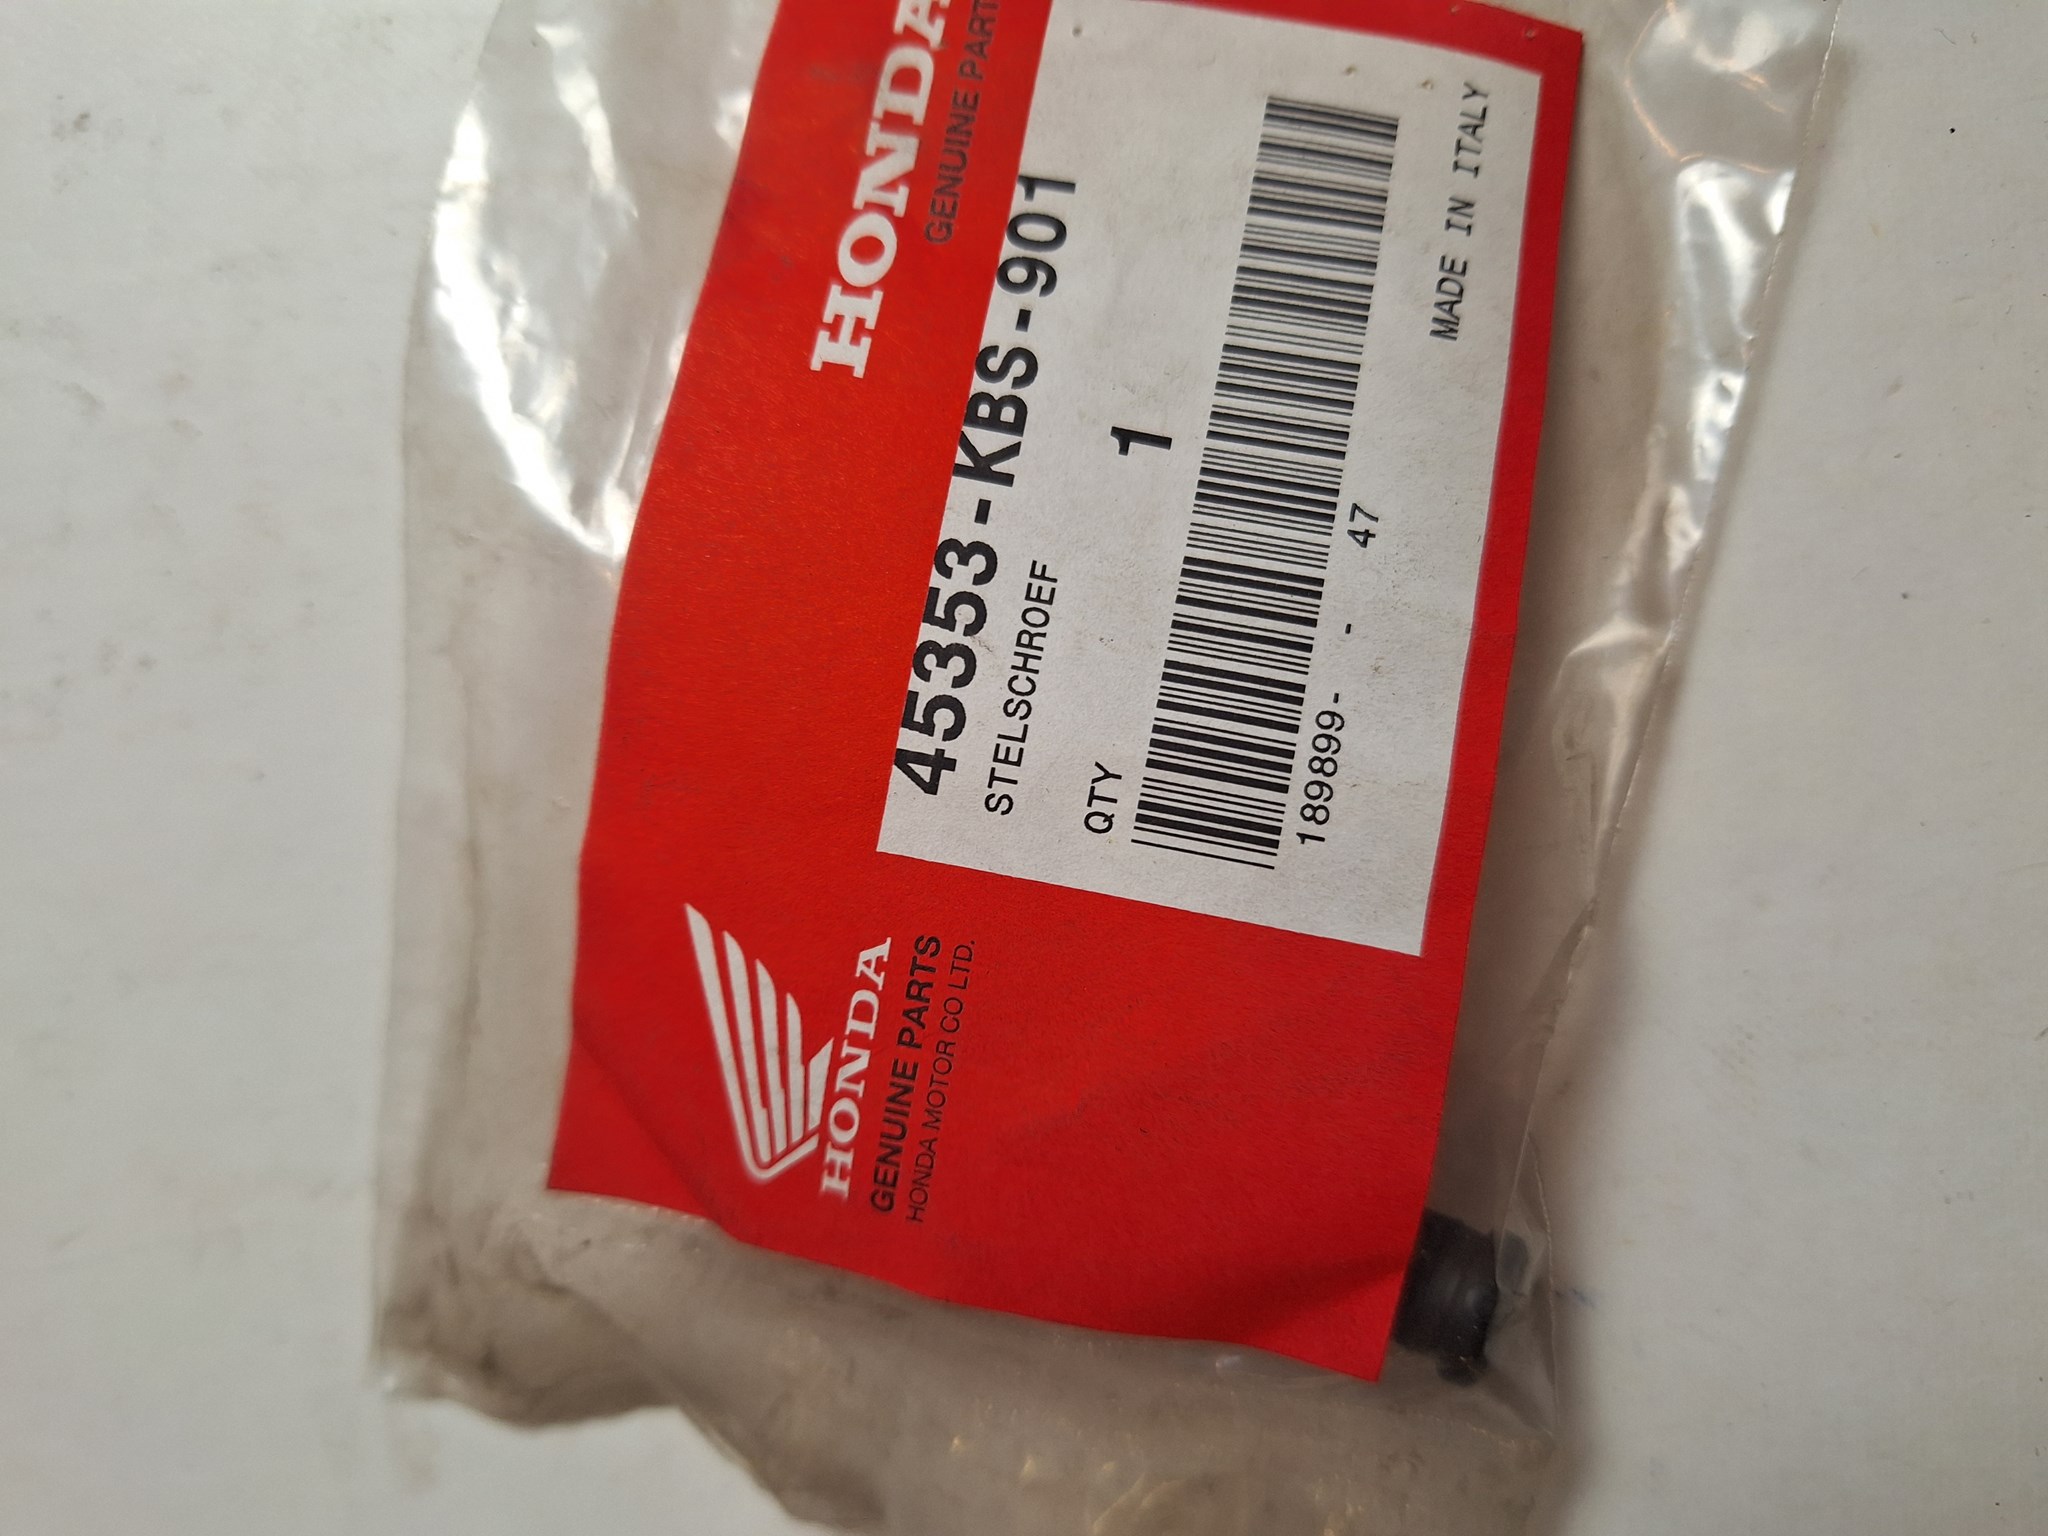 HONDA
GENUINE PARTS
HONDA MOTOR CO LTD.
HONDA
GENUINE PARTS
45353-KBS-901
STELSCHROEF
QTY 1
189899- - 47
MADE IN ITALY